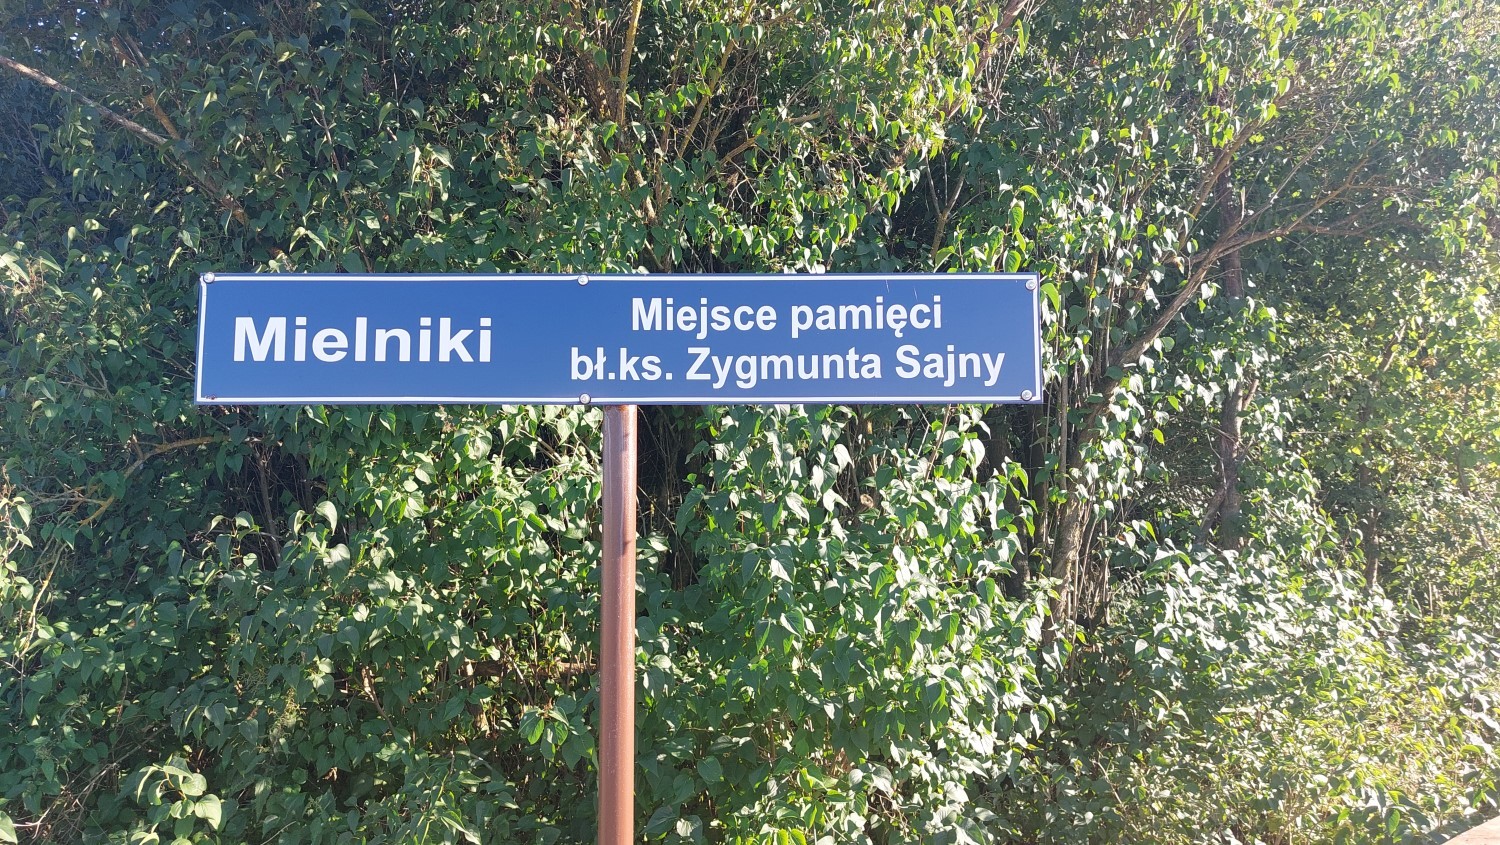 Mielniki
Miejsce pamięci
bł.ks. Zygmunta Sajny